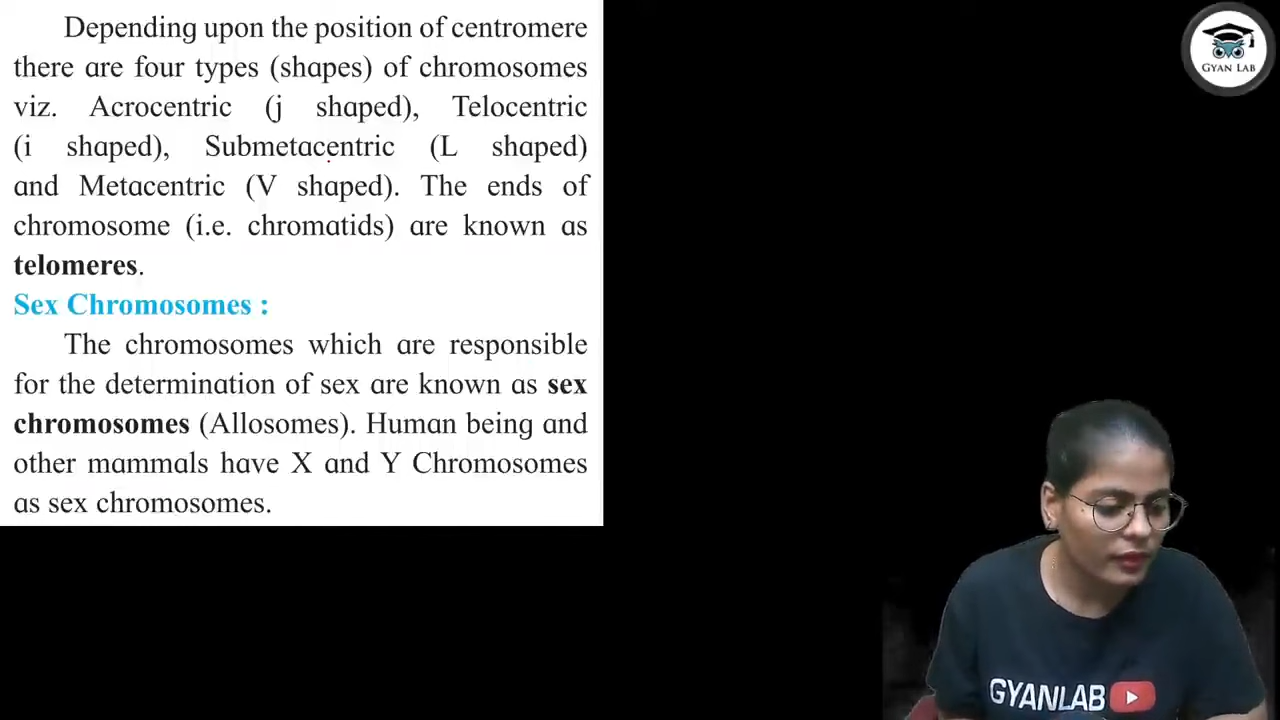 Depending upon the position of centromere
there are four types (shapes) of chromosomes
viz. Acrocentric (j shaped), Telocentric
(i shaped), Submetacentric (L shaped)
and Metacentric (V shaped). The ends of
chromosome (i.e. chromatids) are known as
telomeres.
Sex Chromosomes :
The chromosomes which are responsible
for the determination of sex are known as sex
chromosomes (Allosomes). Human being and
other mammals have X and Y Chromosomes
as sex chromosomes.
GYAN LAB
GYANLAB